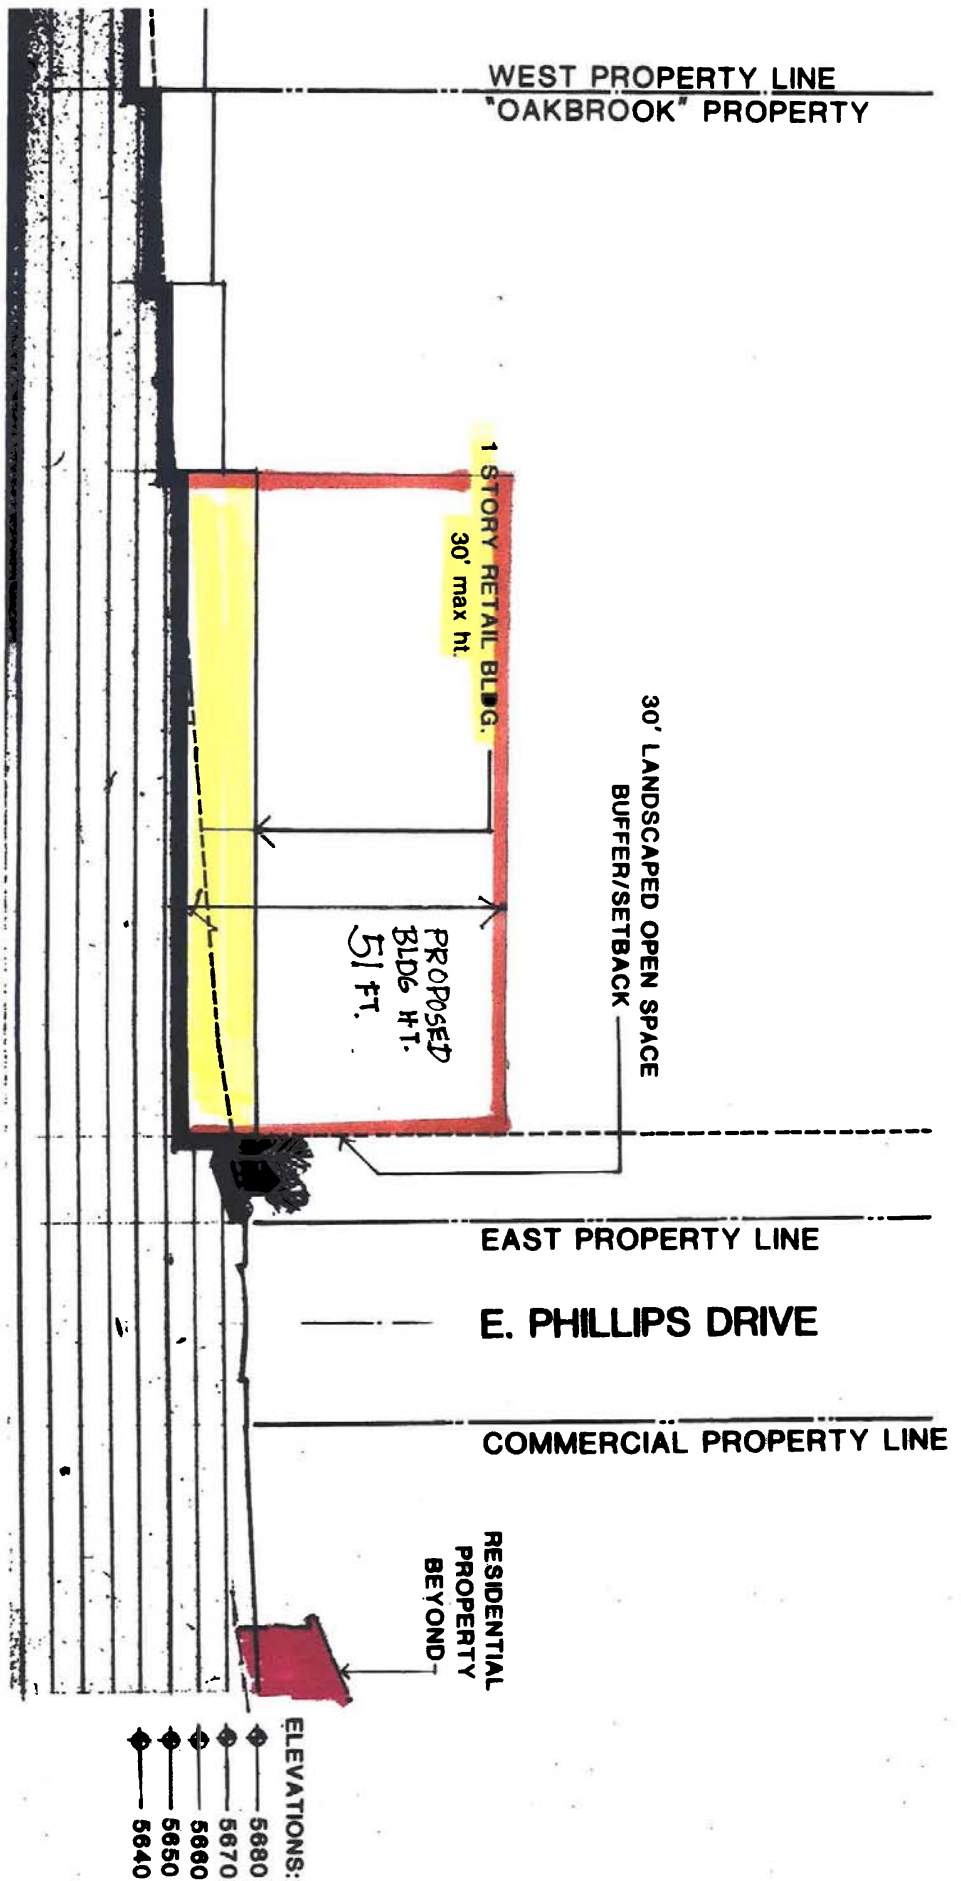 WEST PROPERTY LINE
"OAKBROOK" PROPERTY
1 STORY RETAIL BLDG.
30' max ht.
30' LANDSCAPED OPEN SPACE
BUFFER/SETBACK
PROPOSED
BLDG HT.
51 FT.
EAST PROPERTY LINE
E. PHILLIPS DRIVE
COMMERCIAL PROPERTY LINE
RESIDENTIAL
PROPERTY
BEYOND
ELEVATIONS:
5680
5670
5660
5650
5640